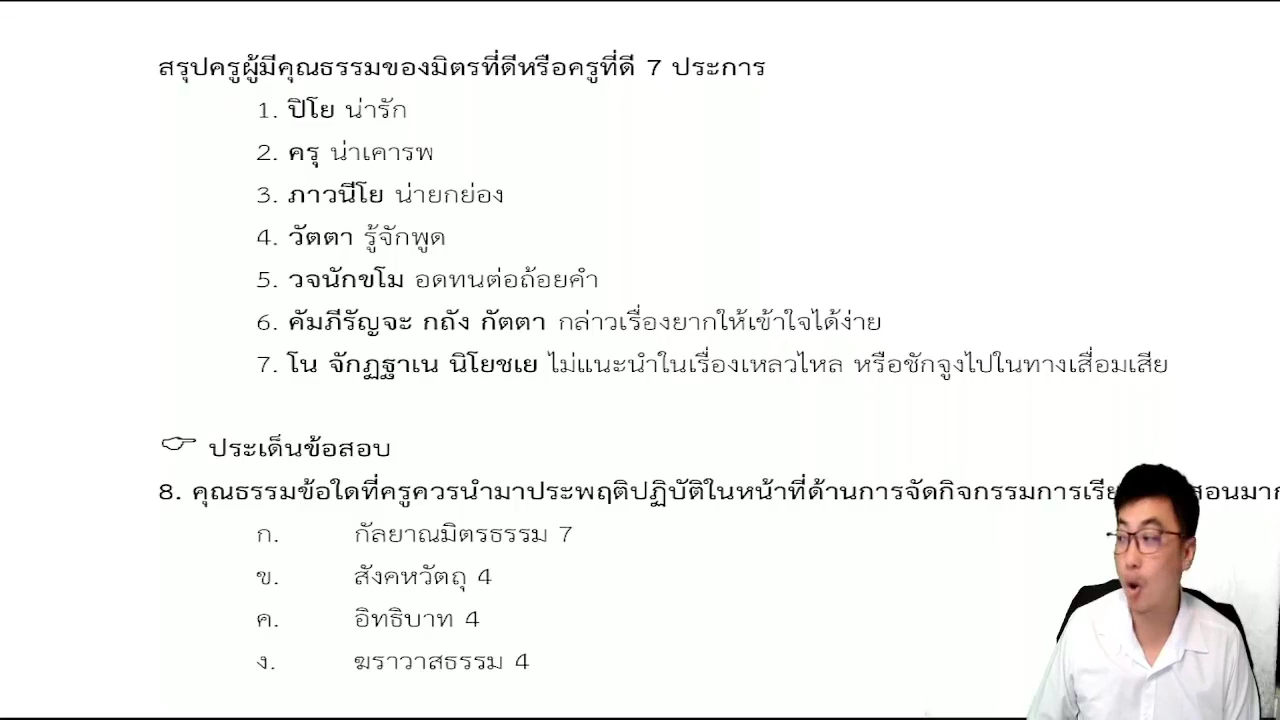 สรุปครูผู้มีคุณธรรมของมิตรที่ดีหรือครูที่ดี 7 ประการ
1. ปิโย น่ารัก
2. ครุ น่าเคารพ
3. ภาวนีโย น่ายกย่อง
4. วัตตา รู้จักพูด
5. วจนักขโม อดทนต่อถ้อยคำ
6. คัมภีรัญจะ กถัง กัตตา กล่าวเรื่องยากให้เข้าใจได้ง่าย
7. โน จักฏฐาเน นิโยชเย ไม่แนะนำในเรื่องเหลวไหล หรือชักจูงไปในทางเสื่อมเสีย
ประเด็นข้อสอบ
8. คุณธรรมข้อใดที่ครูควรนำมาประพฤติปฏิบัติในหน้าที่ด้านการจัดกิจกรรมการ
ก. กัลยาณมิตรธรรม 7
ข. สังคหวัตถุ 4
ค. อิทธิบาท 4
ง. ฆราวาสธรรม 4